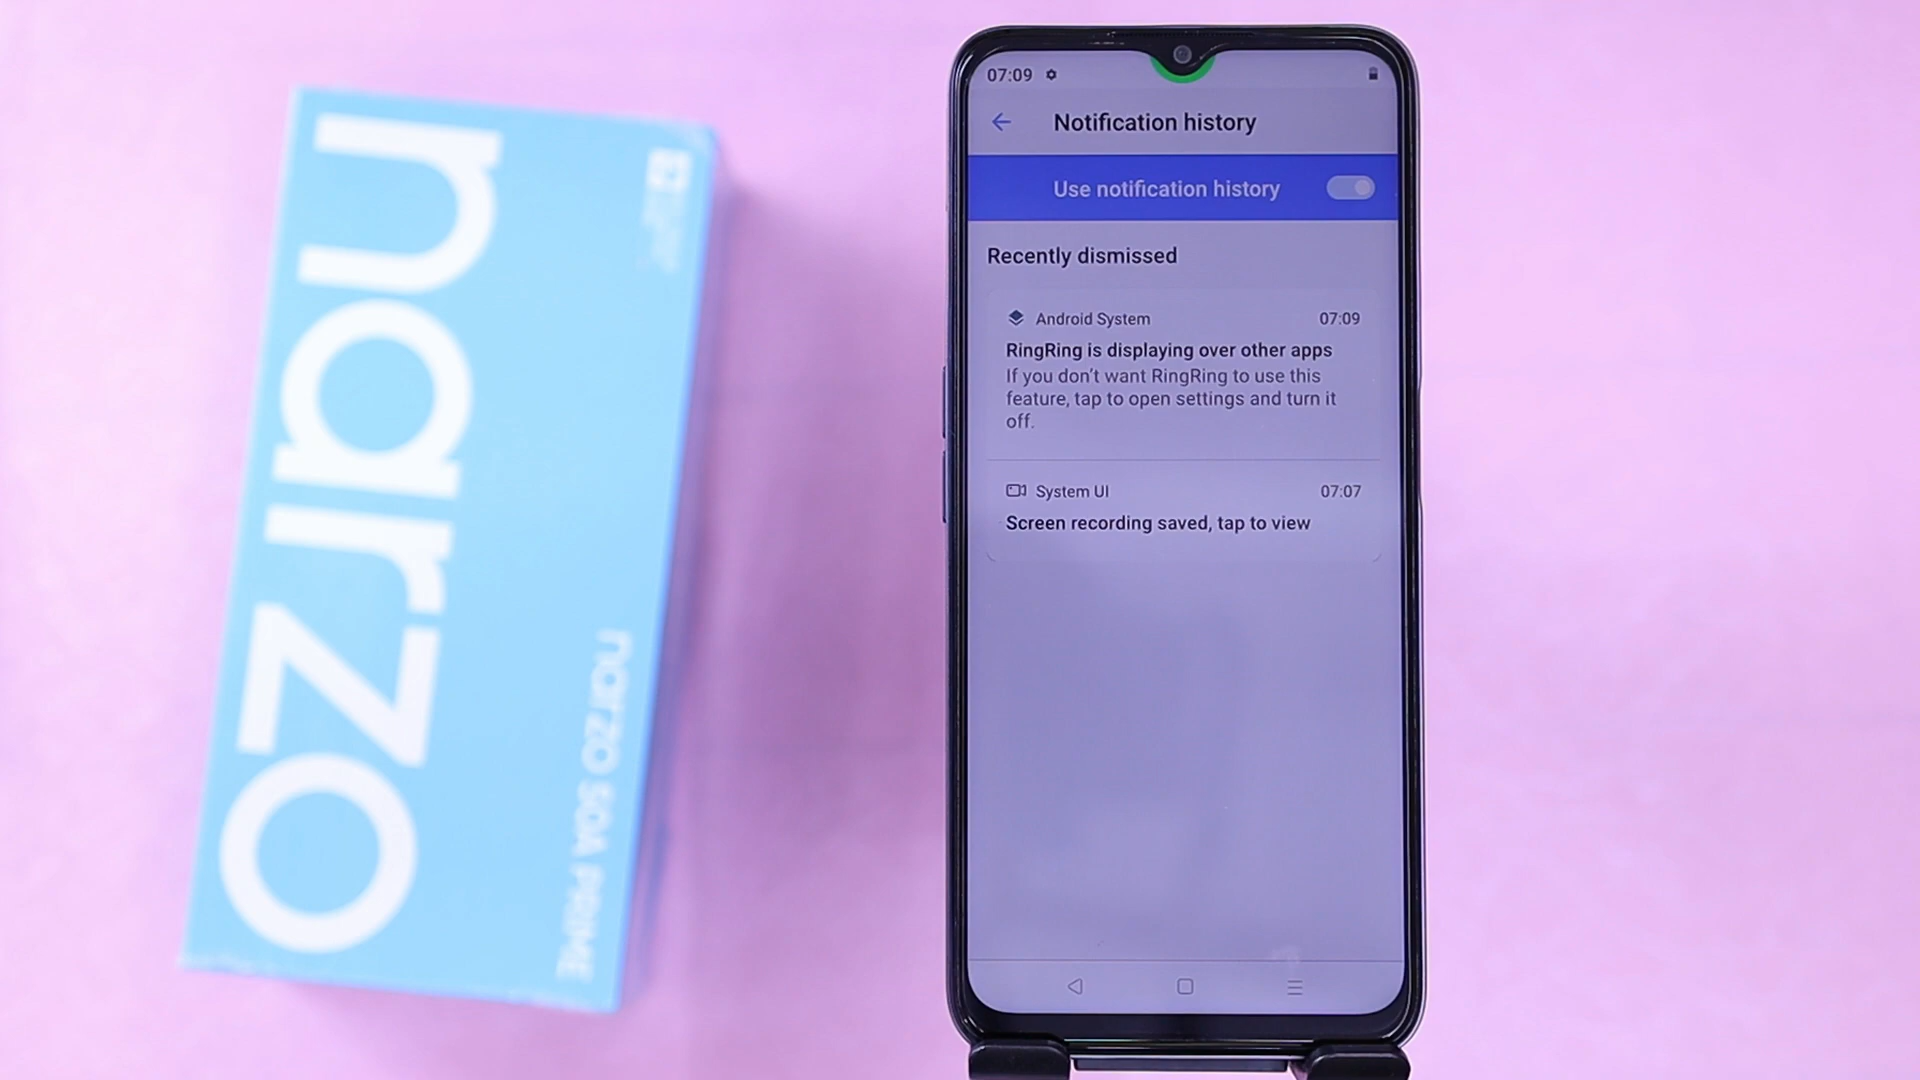 narzo
narzo 50A PRIME
07:09
Notification history
Use notification history
Recently dismissed
Android System 07:09
RingRing is displaying over other apps
If you don't want RingRing to use this
feature, tap to open settings and turn it
off.
System UI 07:07
Screen recording saved, tap to view